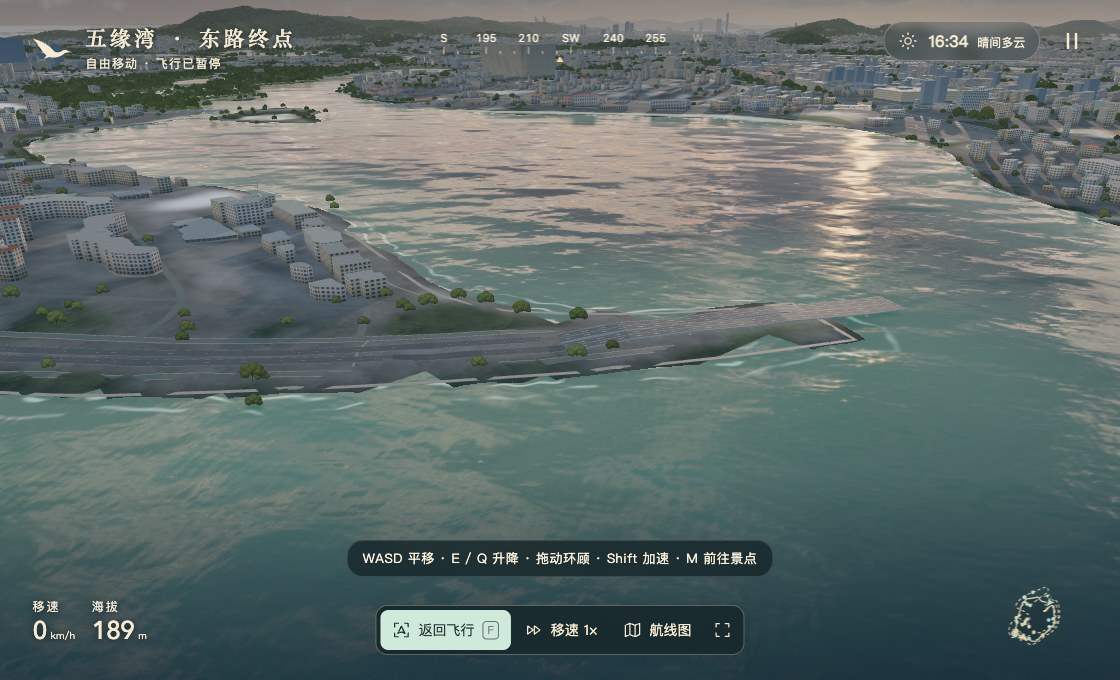 五缘湾 · 东路终点
自由移动 · 飞行已暂停
S 195 210 SW 240 255 W
16:34 晴间多云
WASD 平移 · E / Q 升降 · 拖动环顾 · Shift 加速 · M 前往景点
移速 海拔
0 km/h 189 m
返回飞行 F 移速 1x 航线图